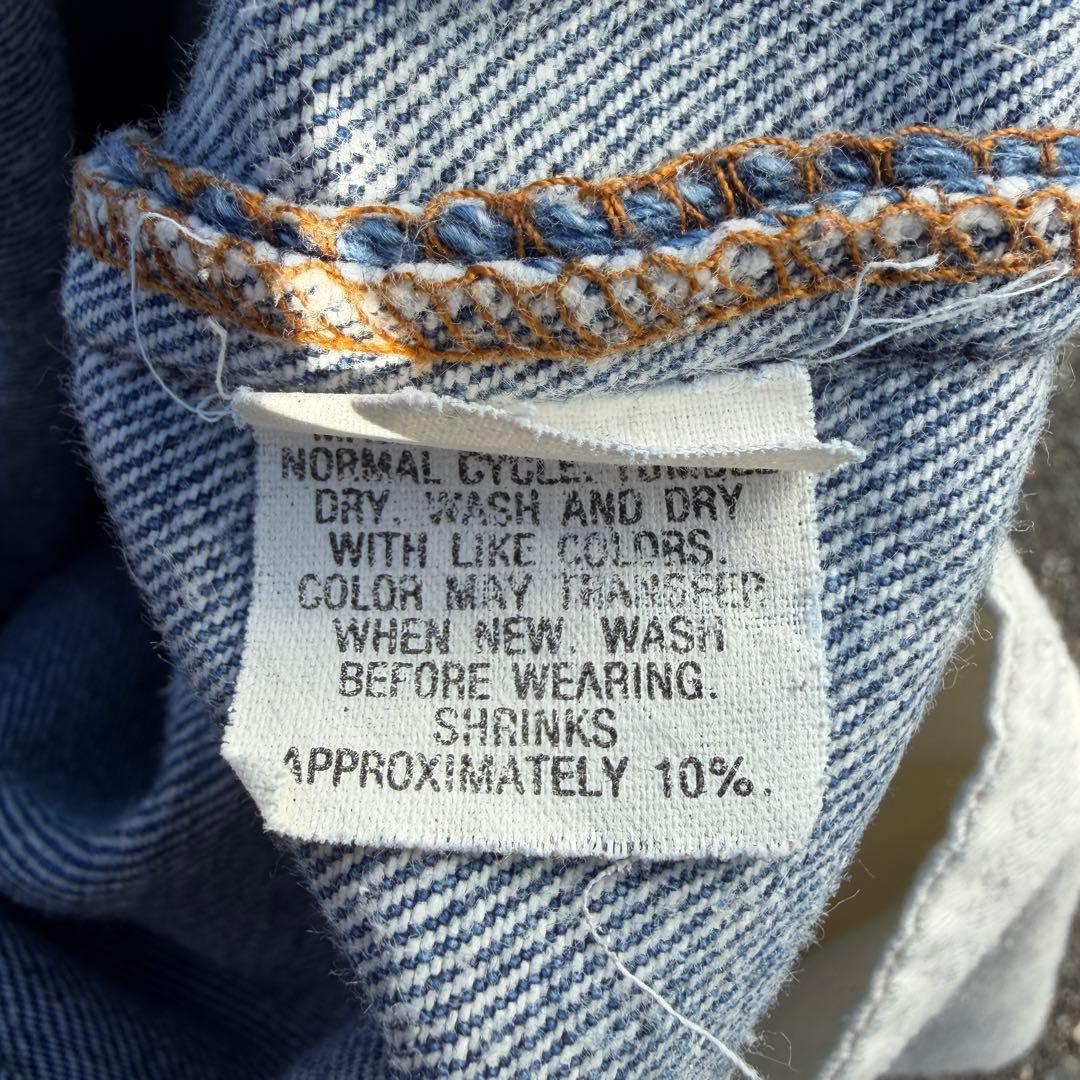 NORMAL CYCLE. TUMBLE
DRY. WASH AND DRY
WITH LIKE COLORS.
COLOR MAY TRANSFER
WHEN NEW. WASH
BEFORE WEARING.
SHRINKS
APPROXIMATELY 10%.